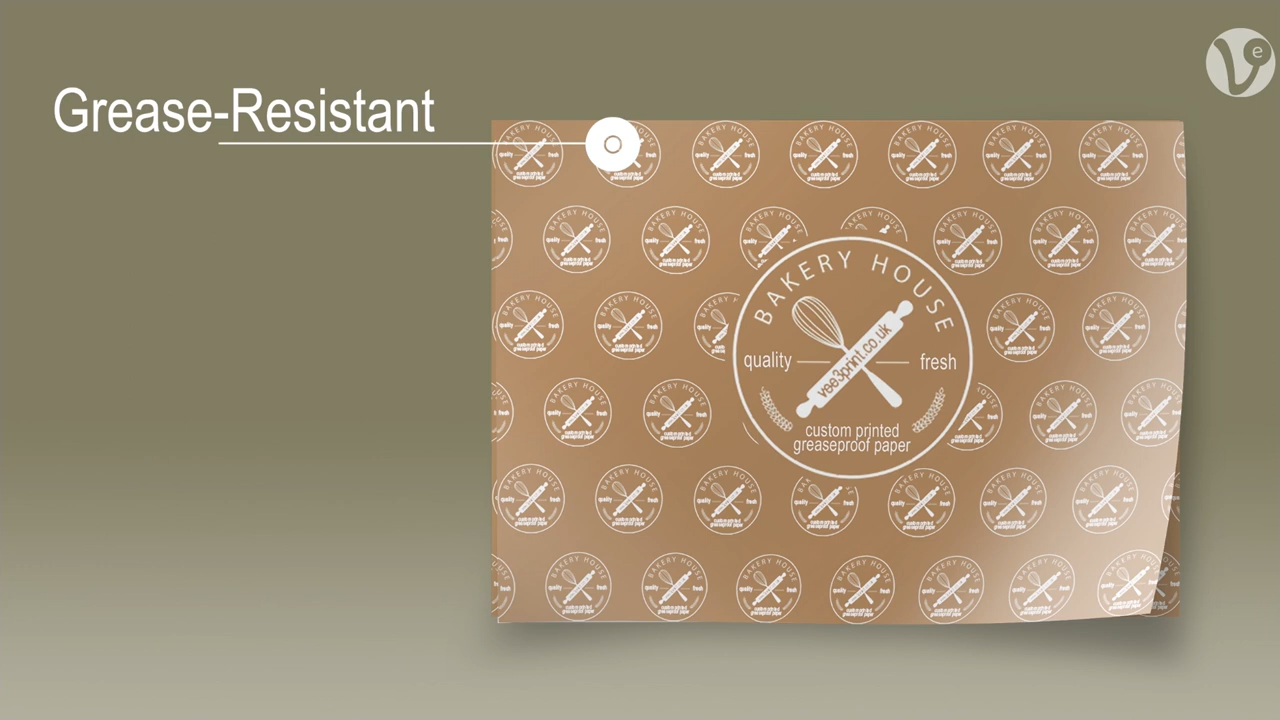 Grease-Resistant
e
BAKERY HOUSE
quality
fresh
vee3print.co.uk
custom printed
greaseproof paper